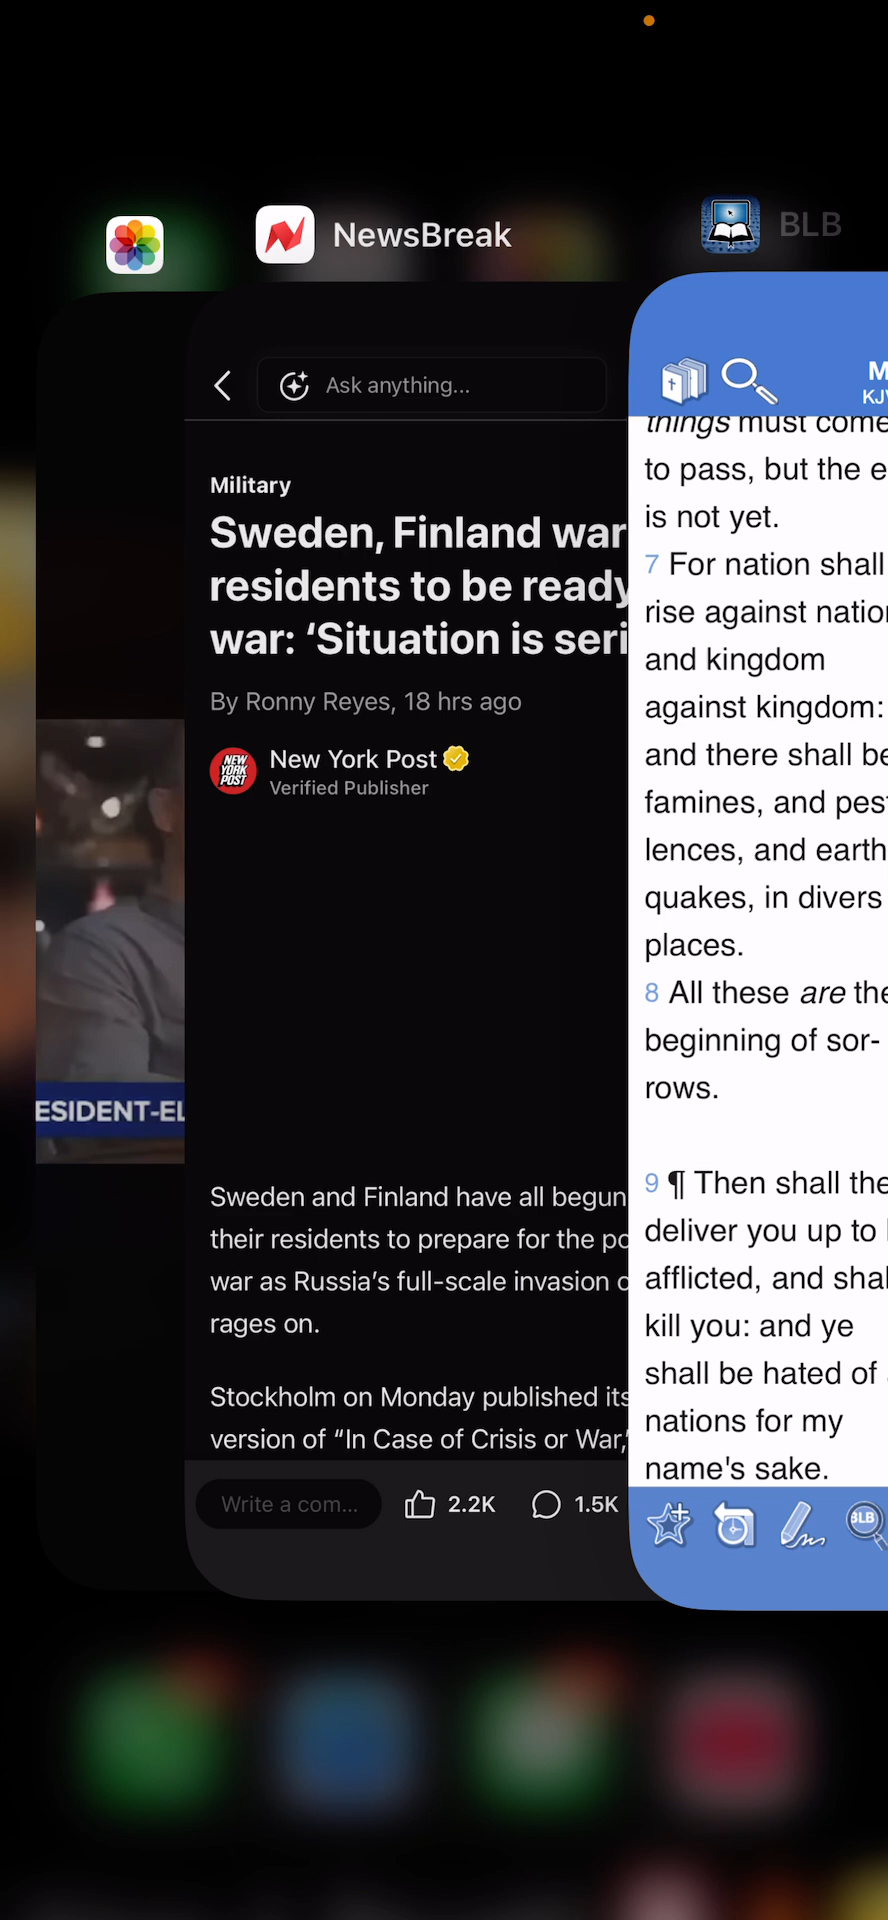 NewsBreak
BLB
Ask anything...
Military
Sweden, Finland war
residents to be ready
war: ‘Situation is seri
By Ronny Reyes, 18 hrs ago
NEW
YORK
POST
New York Post
Verified Publisher
ESIDENT-EL
Sweden and Finland have all begun
their residents to prepare for the po
war as Russia’s full-scale invasion o
rages on.
Stockholm on Monday published its
version of “In Case of Crisis or War,”
Write a com...
2.2K
1.5K
M
KJV
things must come
to pass, but the e
is not yet.
7 For nation shall
rise against nation
and kingdom
against kingdom:
and there shall be
famines, and pest
lences, and earth
quakes, in divers
places.
8 All these are the
beginning of sor-
rows.
9 ¶ Then shall the
deliver you up to
afflicted, and shal
kill you: and ye
shall be hated of
nations for my
name's sake.
BLB